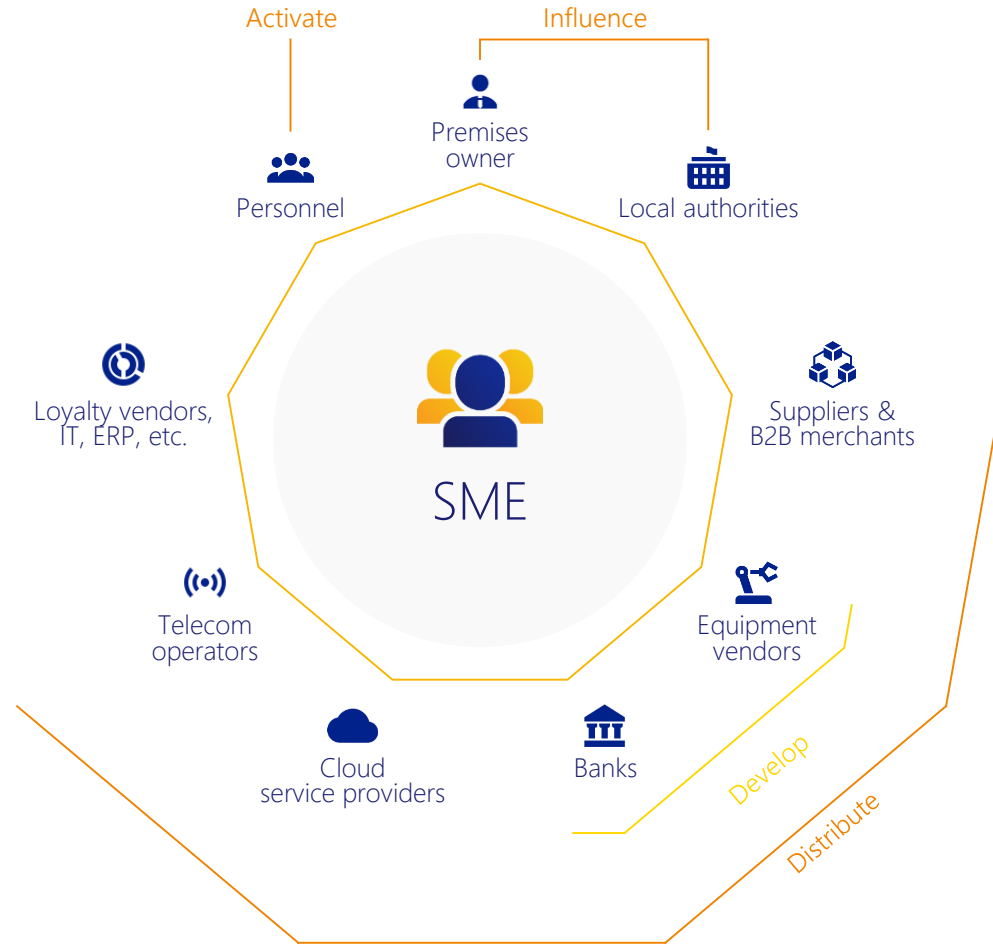 Activate
Influence
Premises
owner
Personnel
Local authorities
Loyalty vendors,
IT, ERP, etc.
Suppliers &
B2B merchants
SME
Telecom
operators
Equipment
vendors
Cloud
service providers
Banks
Develop
Distribute